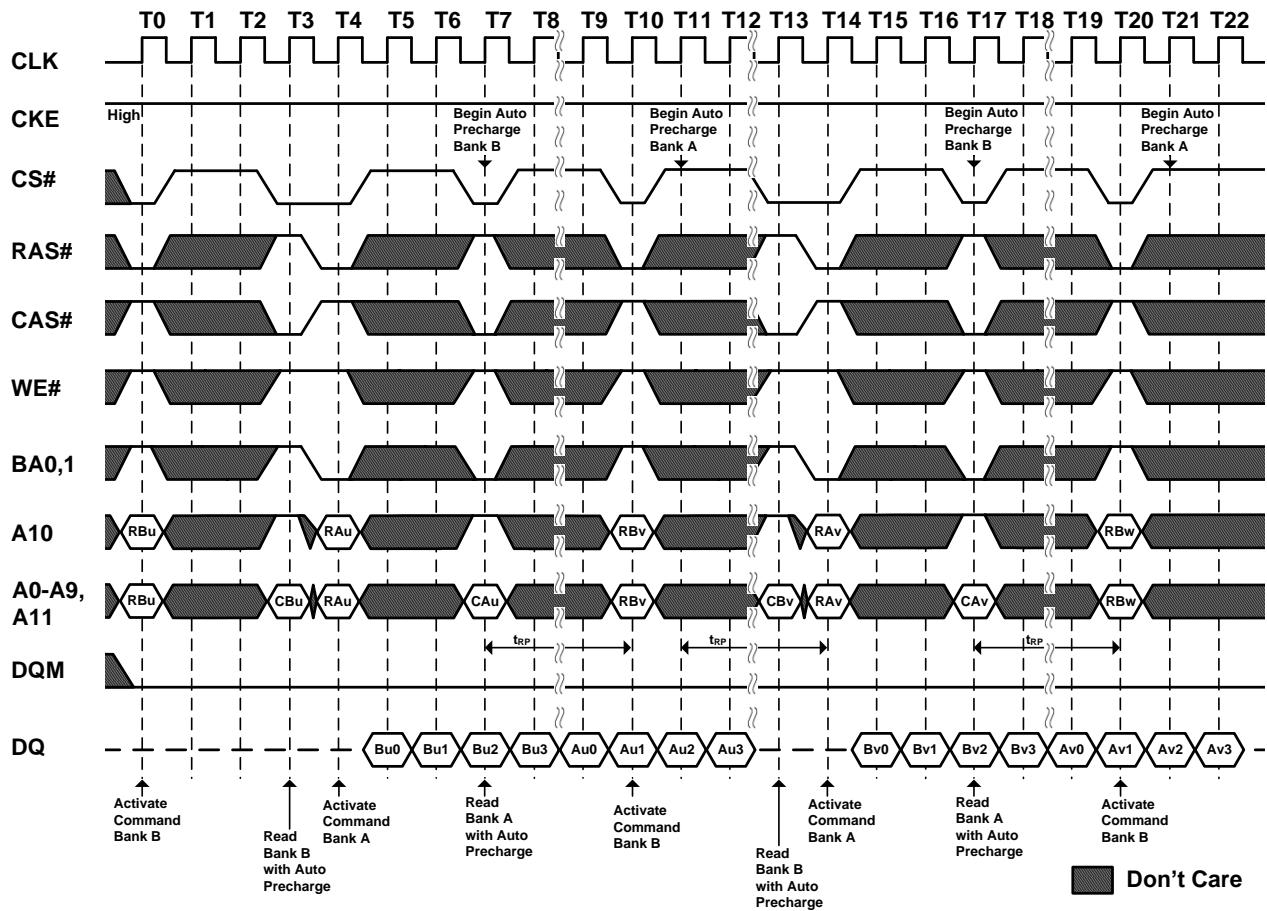 T0 T1 T2 T3 T4 T5 T6 T7 T8 T9 T10 T11 T12 T13 T14 T15 T16 T17 T18 T19 T20 T21 T22
CLK
CKE
High
Begin Auto
Precharge
Bank B
Begin Auto
Precharge
Bank A
Begin Auto
Precharge
Bank B
Begin Auto
Precharge
Bank A
CS#
RAS#
CAS#
WE#
BA0,1
A10
RBu RAu RBv RAv RBw
A0-A9,
A11
RBu CBu RAu CAu RBv CBv RAv CAv RBw
tRP tRP tRP
DQM
DQ
Bu0 Bu1 Bu2 Bu3 Au0 Au1 Au2 Au3 Bv0 Bv1 Bv2 Bv3 Av0 Av1 Av2 Av3
Activate
Command
Bank B
Read
Bank B
with Auto
Precharge
Activate
Command
Bank A
Read
Bank A
with Auto
Precharge
Activate
Command
Bank B
Read
Bank B
with Auto
Precharge
Activate
Command
Bank A
Read
Bank A
with Auto
Precharge
Activate
Command
Bank B
Don't Care